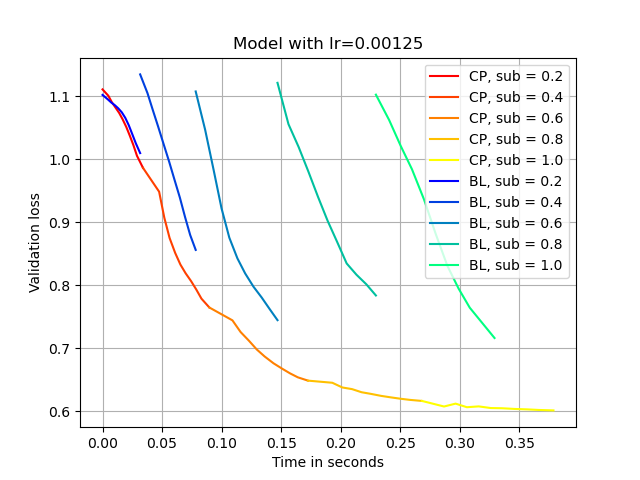 Model with lr=0.00125
Validation loss
1.1
1.0
0.9
0.8
0.7
0.6
CP, sub = 0.2
CP, sub = 0.4
CP, sub = 0.6
CP, sub = 0.8
CP, sub = 1.0
BL, sub = 0.2
BL, sub = 0.4
BL, sub = 0.6
BL, sub = 0.8
BL, sub = 1.0
0.00 0.05 0.10 0.15 0.20 0.25 0.30 0.35
Time in seconds